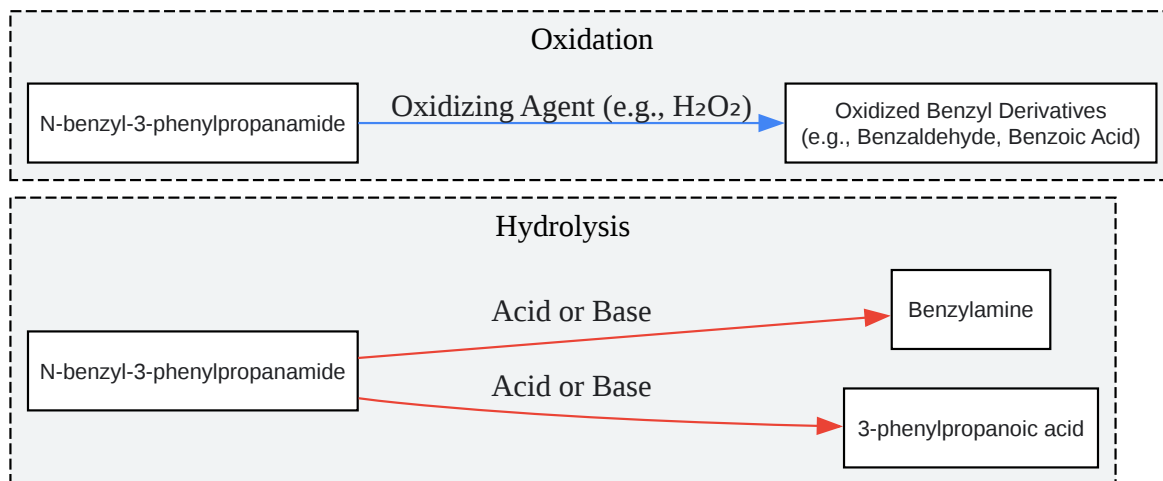 Oxidation
N-benzyl-3-phenylpropanamide
Oxidizing Agent (e.g., H₂O₂)
Oxidized Benzyl Derivatives
(e.g., Benzaldehyde, Benzoic Acid)
Hydrolysis
N-benzyl-3-phenylpropanamide
Acid or Base
Benzylamine
Acid or Base
3-phenylpropanoic acid